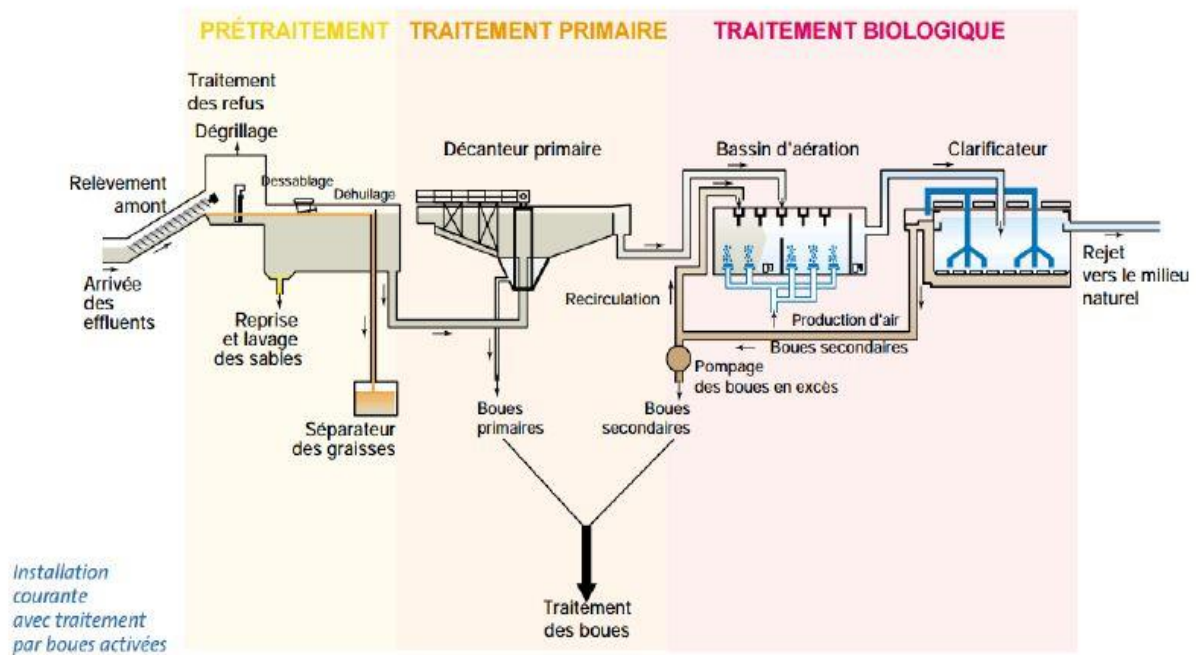 PRÉTRAITEMENT
TRAITEMENT PRIMAIRE
TRAITEMENT BIOLOGIQUE
Traitement
des refus
Dégrillage
Relèvement
amont
Dessablage
Déhuilage
Arrivée
des
effluents
Reprise
et lavage
des sables
Séparateur
des graisses
Décanteur primaire
Boues
primaires
Bassin d'aération
Recirculation
Production d'air
Boues secondaires
Pompage
des boues en excès
Boues
secondaires
Clarificateur
Rejet
vers le milieu
naturel
Traitement
des boues
Installation
courante
avec traitement
par boues activées